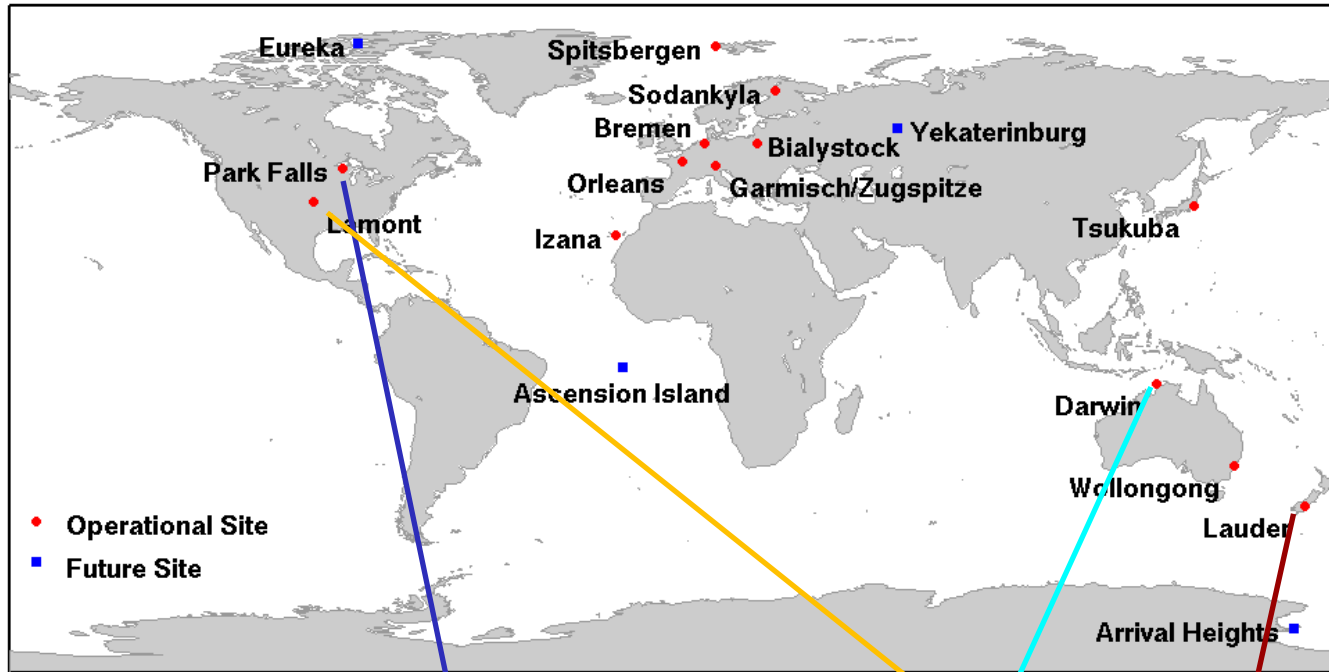 Eureka
Spitsbergen
Sodankyla
Bremen
Yekaterinburg
Bialystock
Park Falls
Orleans
Garmisch/Zugspitze
Lamont
Izana
Tsukuba
Ascension Island
Darwin
Wollongong
Operational Site
Lauder
Future Site
Arrival Heights